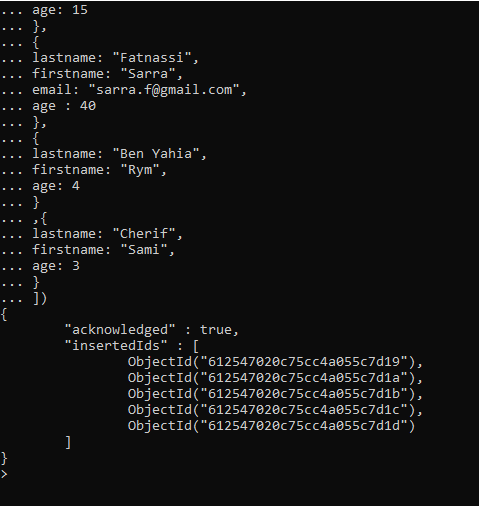 ... age: 15
... },
... {
... lastname: "Fatnassi",
... firstname: "Sarra",
... email: "sarra.f@gmail.com",
... age : 40
... },
... {
... lastname: "Ben Yahia",
... firstname: "Rym",
... age: 4
... }
... ,{
... lastname: "Cherif",
... firstname: "Sami",
... age: 3
... }
... ])
{
        "acknowledged" : true,
        "insertedIds" : [
                ObjectId("612547020c75cc4a055c7d19"),
                ObjectId("612547020c75cc4a055c7d1a"),
                ObjectId("612547020c75cc4a055c7d1b"),
                ObjectId("612547020c75cc4a055c7d1c"),
                ObjectId("612547020c75cc4a055c7d1d")
        ]
}
>